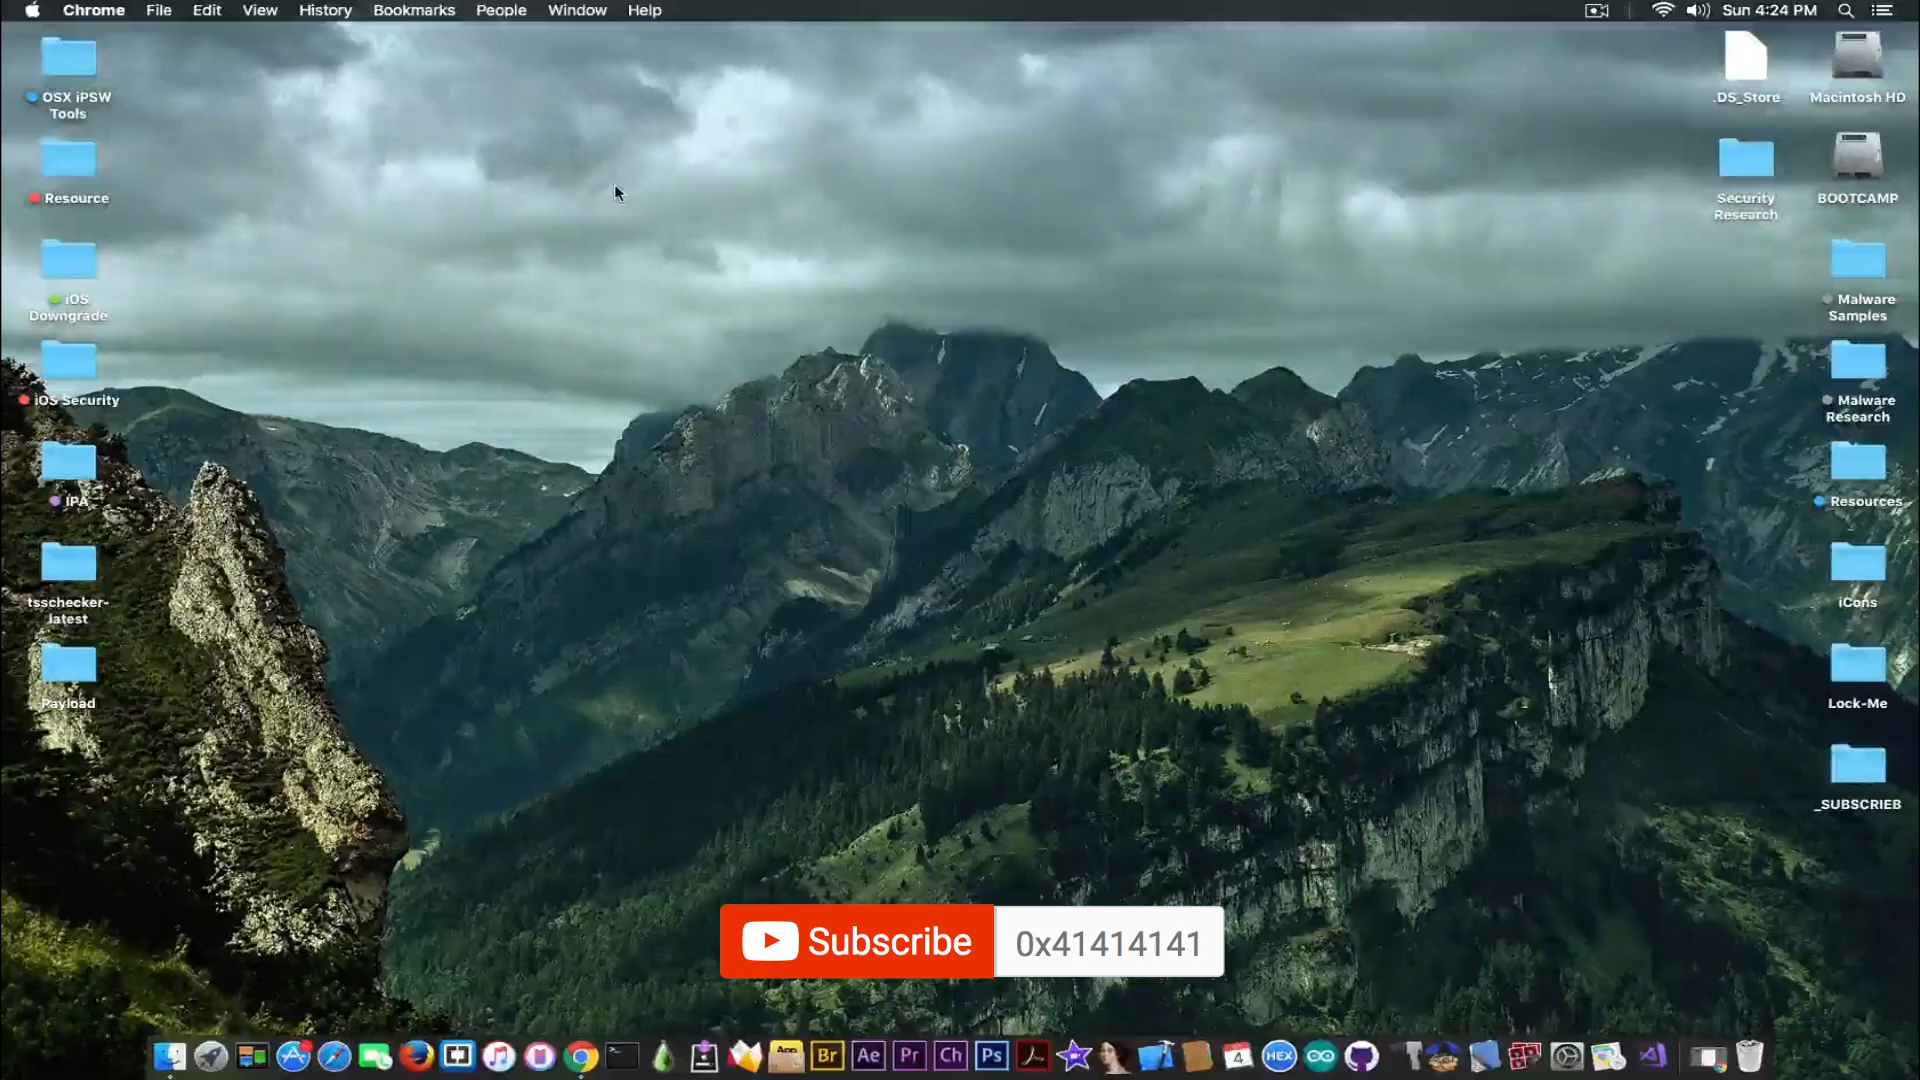 Chrome File Edit View History Bookmarks People Window Help
Sun 4:24 PM
OSX iPSW
Tools
Resource
iOS
Downgrade
iOS Security
IPA
tsschecker-
latest
Payload
.DS_Store
Macintosh HD
Security
Research
BOOTCAMP
Malware
Samples
Malware
Research
Resources
iCons
Lock-Me
_SUBSCRIEB
Subscribe
0x41414141
App
Br
Ae
Pr
Ch
Ps
4
HEX